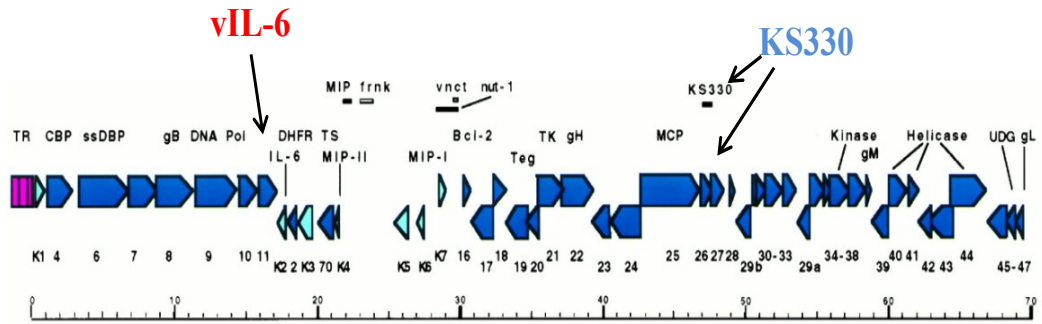 vIL-6
KS330
MIP frnk vnct nut-1 KS330
TR CBP ssDBP gB DNA Pol DHFR TS Bcl-2 TK gH MCP Kinase Helicase UDG gL
IL-6 MIP-II MIP-I Teg gM
K1 4 6 7 8 9 10 11 K2 2 K3 70 K4 K5 K6 K7 16 17 18 19 20 21 22 23 24 25 26 27 28 29b 30-33 29a 34-38 39 40 41 42 43 44 45-47
0 10 20 30 40 50 60 70